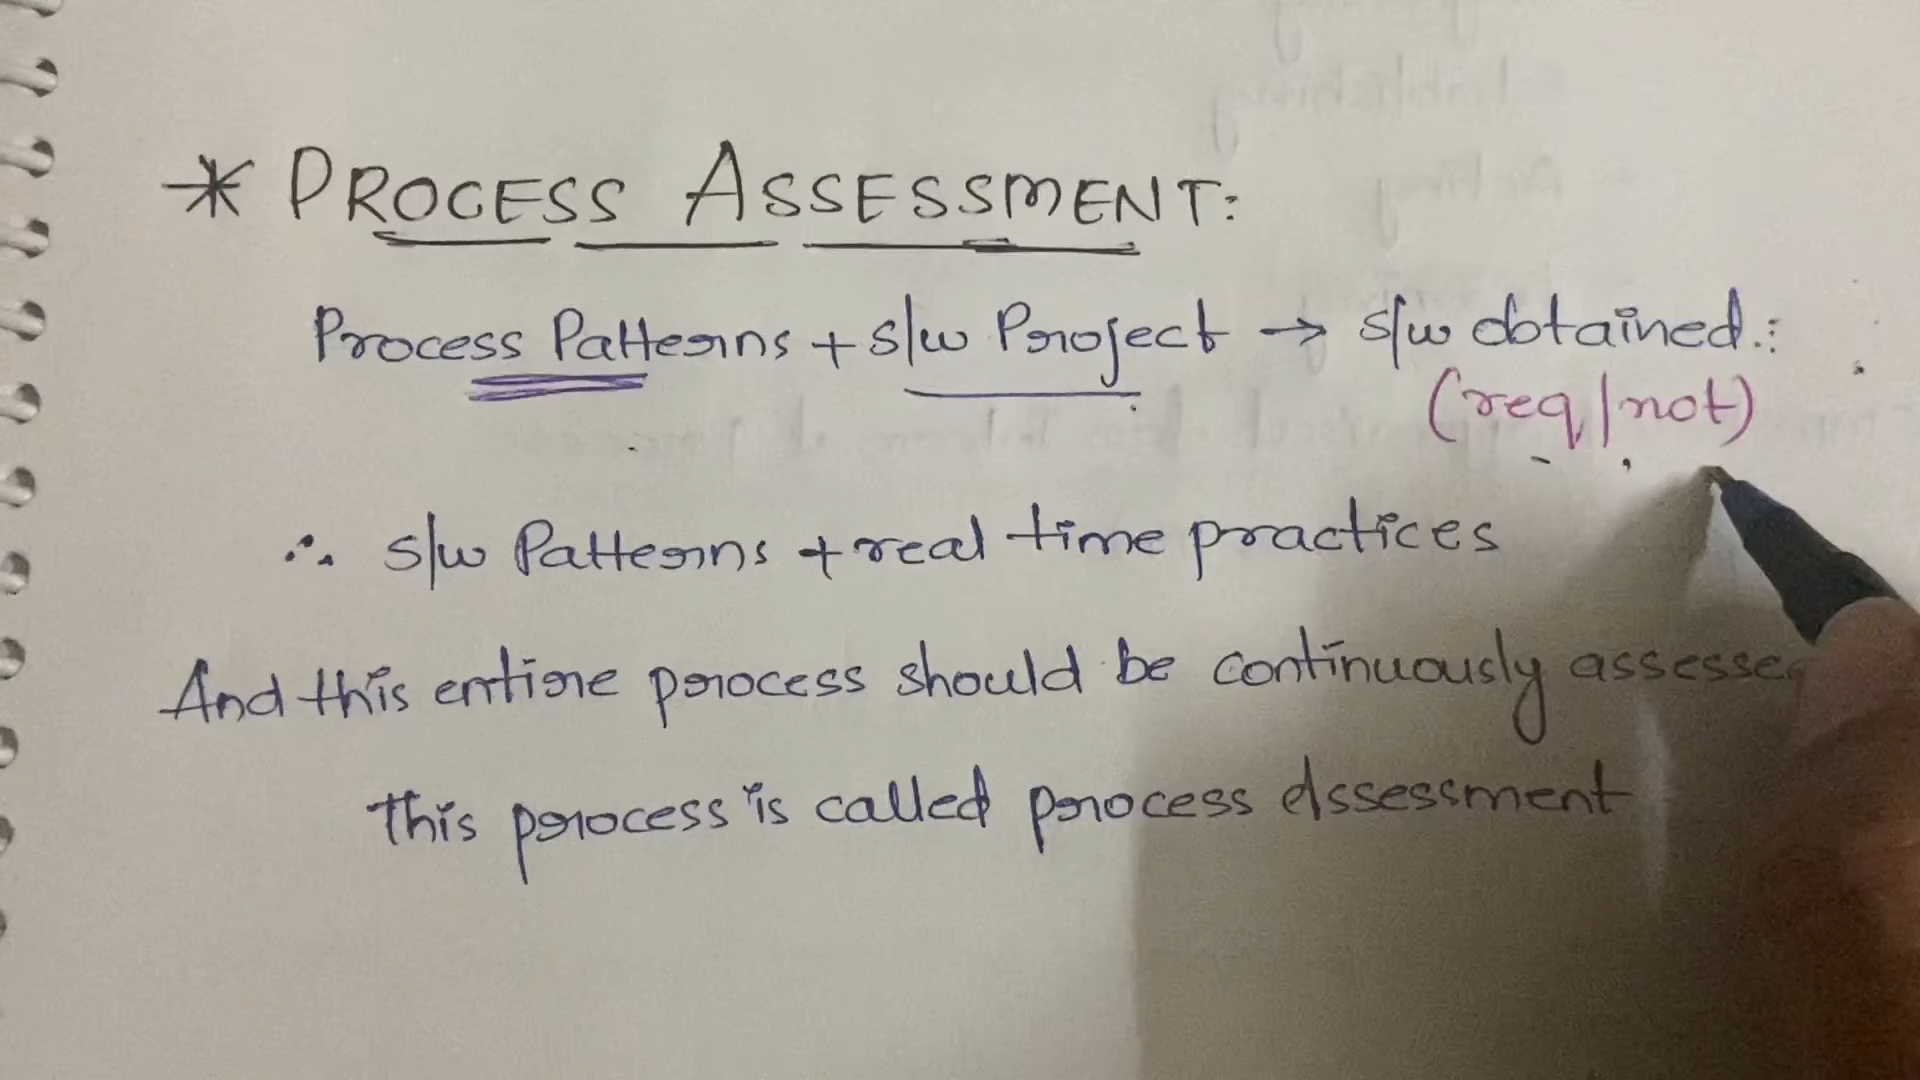 * PROCESS ASSESSMENT:
Process Patterns + s/w Project → s/w obtained.:
(req/not)
∴ s/w Patterns + real time practices
And this entire process should be continuously assessed
this process is called process Assessment